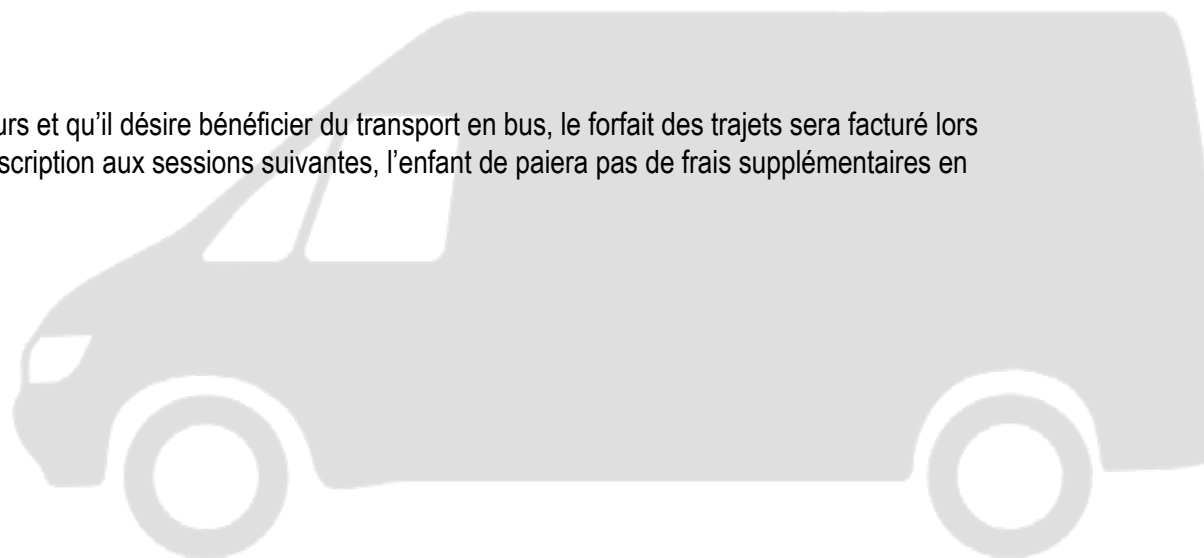 urs et qu’il désire bénéficier du transport en bus, le forfait des trajets sera facturé lors
scription aux sessions suivantes, l’enfant de paiera pas de frais supplémentaires en